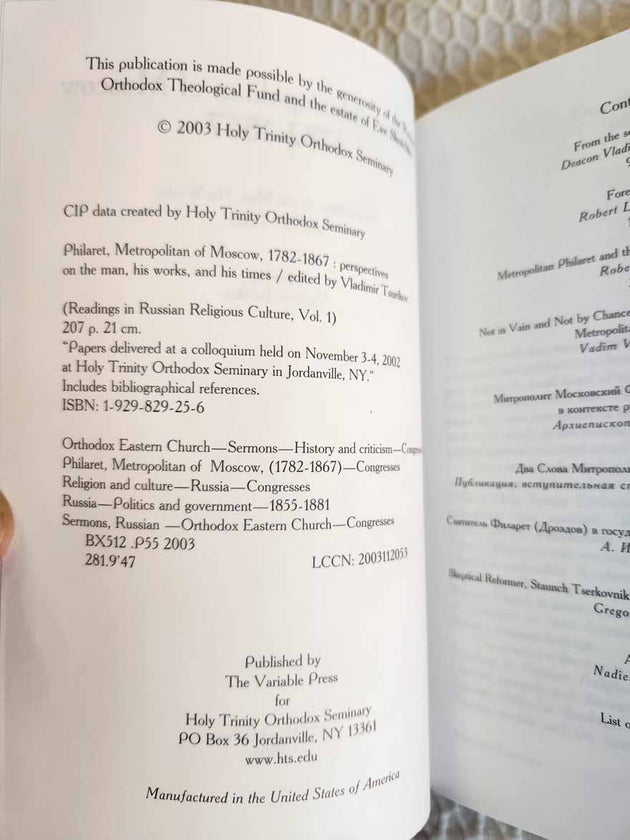 This publication is made possible by the generosity of the
Orthodox Theological Fund and the estate of Eve
© 2003 Holy Trinity Orthodox Seminary
CIP data created by Holy Trinity Orthodox Seminary
Philaret, Metropolitan of Moscow, 1782-1867 : perspectives
on the man, his works, and his times / edited by Vladimir Tsurikov
(Readings in Russian Religious Culture, Vol. 1)
207 p. 21 cm.
"Papers delivered at a colloquium held on November 3-4, 2002
at Holy Trinity Orthodox Seminary in Jordanville, NY."
Includes bibliographical references.
ISBN: 1-929-829-25-6
Orthodox Eastern Church—Sermons—History and criticism—Congresses
Philaret, Metropolitan of Moscow, (1782-1867)—Congresses
Religion and culture—Russia—Congresses
Russia—Politics and government—1855-1881
Sermons, Russian —Orthodox Eastern Church—Congresses
BX512 .P55 2003
281.9'47 LCCN: 2003112053
Published by
The Variable Press
for
Holy Trinity Orthodox Seminary
PO Box 36 Jordanville, NY 13361
www.hts.edu
Manufactured in the United States of America
Cont
From the s
Deacon Vladi
Fore
Robert L
Metropolitan Philaret and th
Robe
Not in Vain and Not by Chance
Metropolita
Vadim V
Митрополит Московский
в контексте р
Архиепископ
Два Слова Митрополи
Публикация, вступительная с
Святитель Филарет (Дроздов) в госуд
А. И
Skeptical Reformer, Staunch Tserkovnik
Grego
A
Nadie
List o